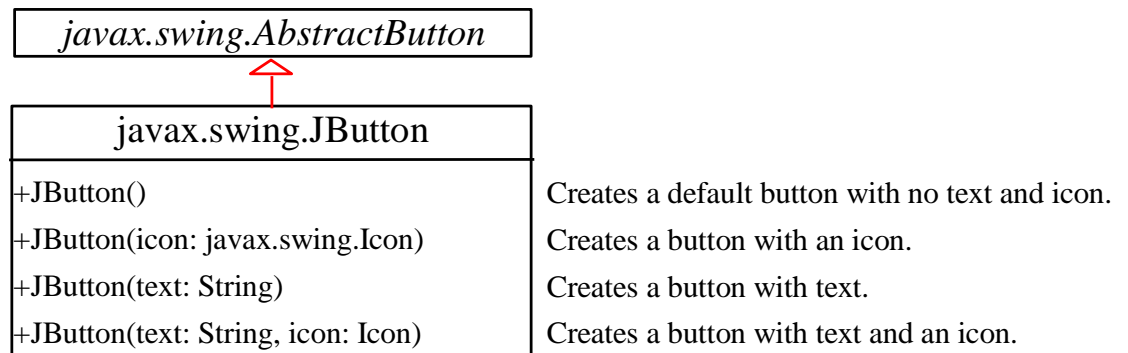 javax.swing.AbstractButton
javax.swing.JButton
+JButton() Creates a default button with no text and icon.
+JButton(icon: javax.swing.Icon) Creates a button with an icon.
+JButton(text: String) Creates a button with text.
+JButton(text: String, icon: Icon) Creates a button with text and an icon.